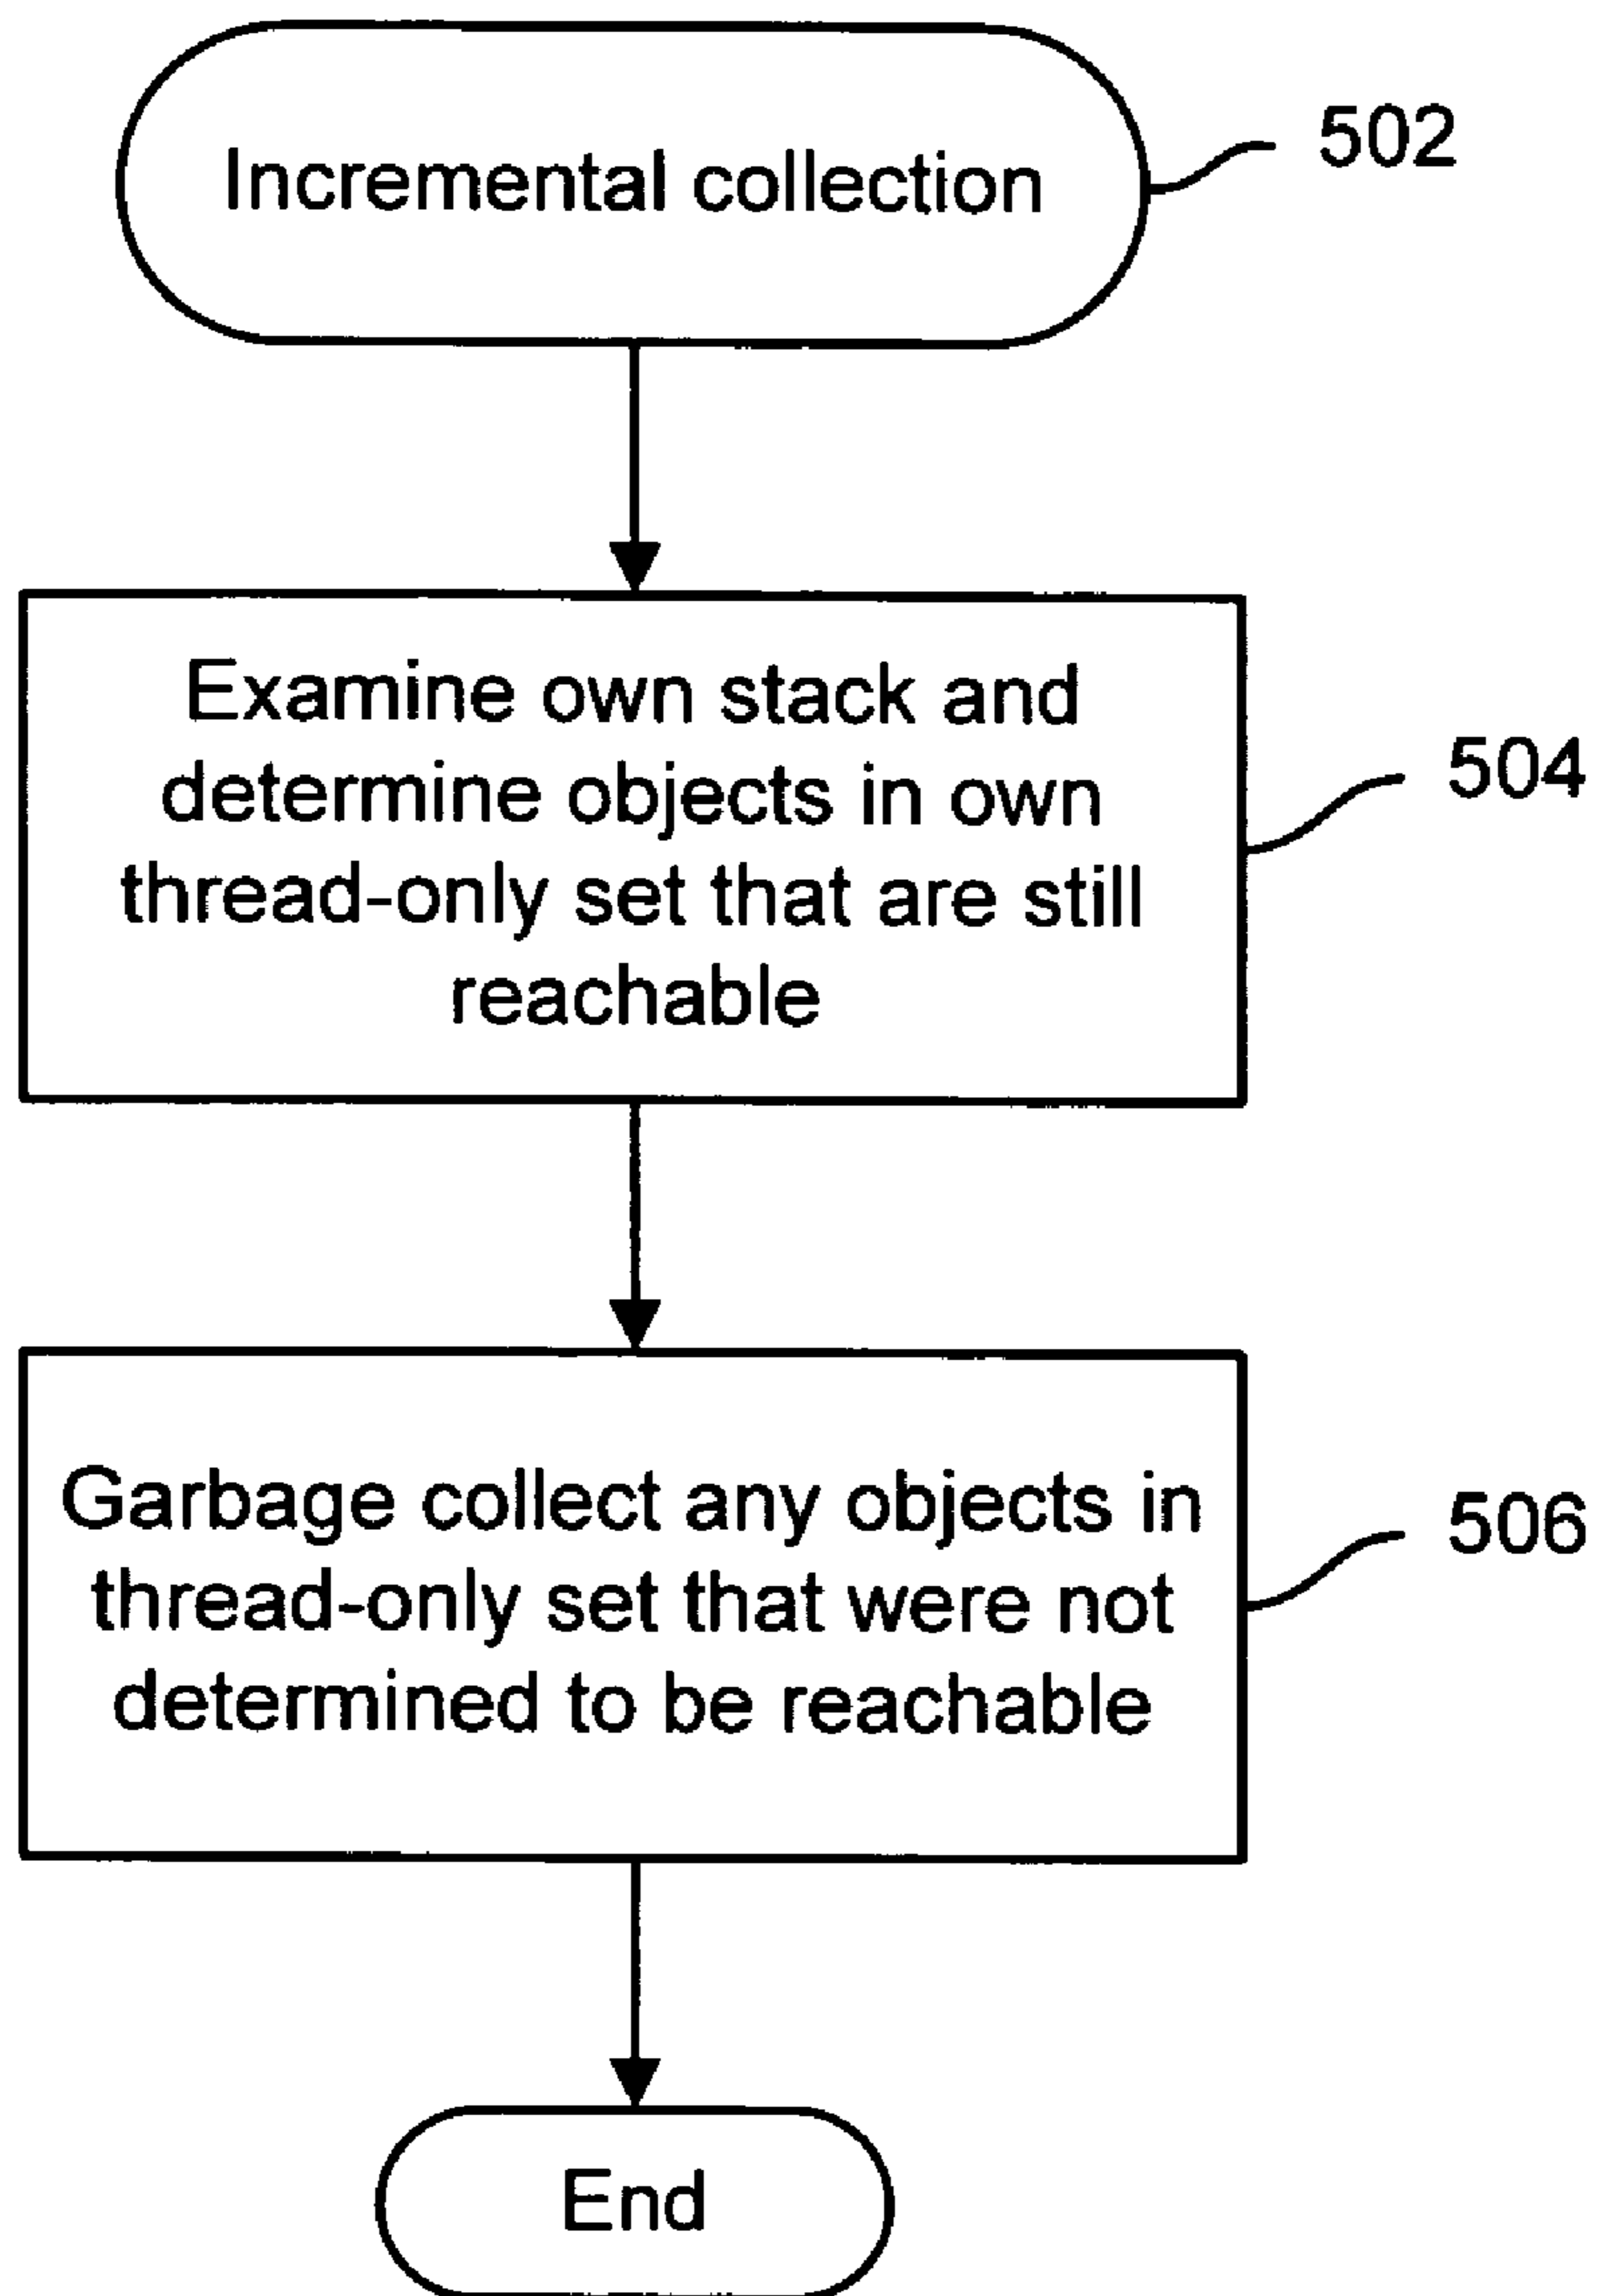 Incremental collection
502
Examine own stack and
determine objects in own
thread-only set that are still
reachable
504
Garbage collect any objects in
thread-only set that were not
determined to be reachable
506
End